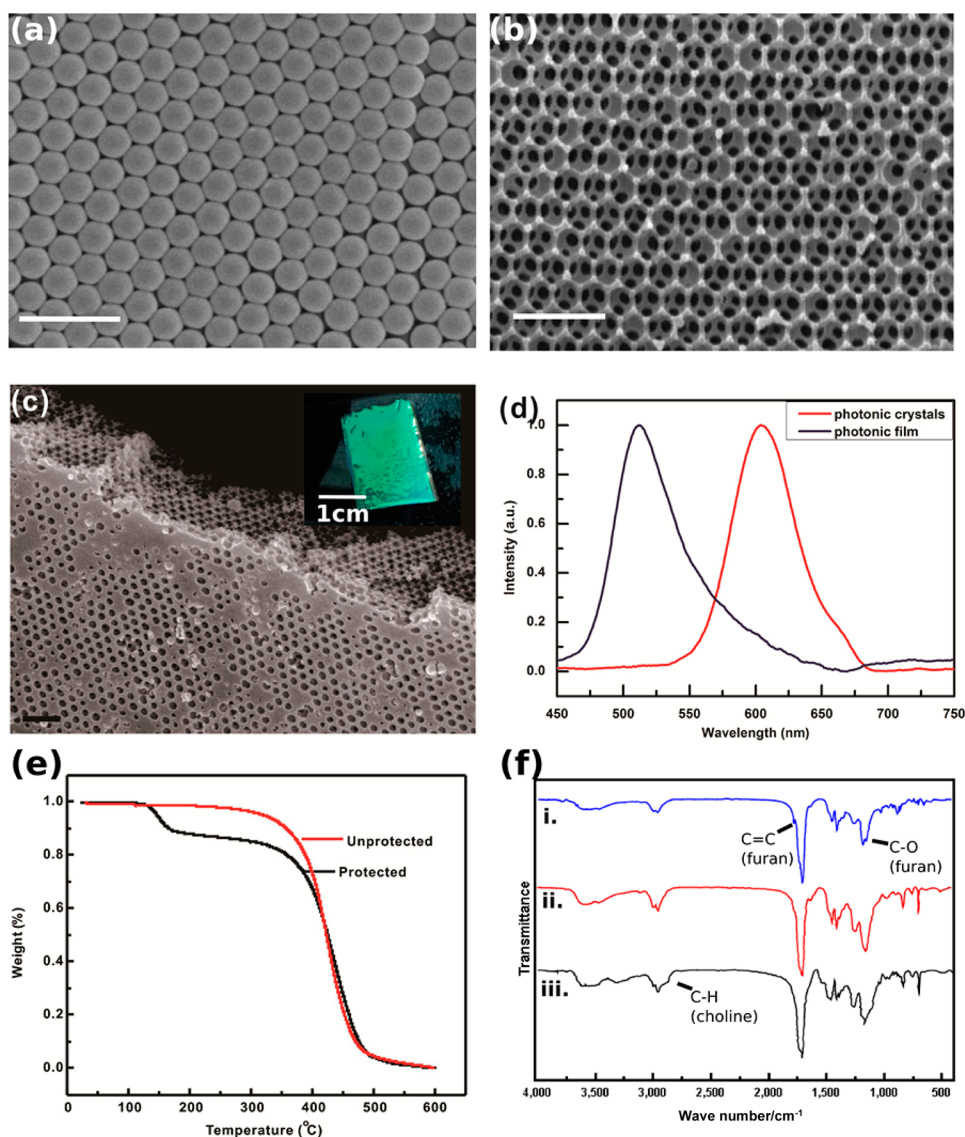 (a)
(b)
(c)
1cm
(d)
photonic crystals
photonic film
1.0
0.8
0.6
0.4
0.2
0.0
Intensity (a.u.)
450 500 550 600 650 700 750
Wavelength (nm)
(e)
1.0
0.8
0.6
0.4
0.2
0.0
Weight (%)
Unprotected
Protected
0 100 200 300 400 500 600
Temperature (°C)
(f)
i.
C=C
(furan)
C-O
(furan)
ii.
iii.
C-H
(choline)
Transmittance
4,000 3,500 3,000 2,000 1,500 1,000 500
Wave number/cm⁻¹